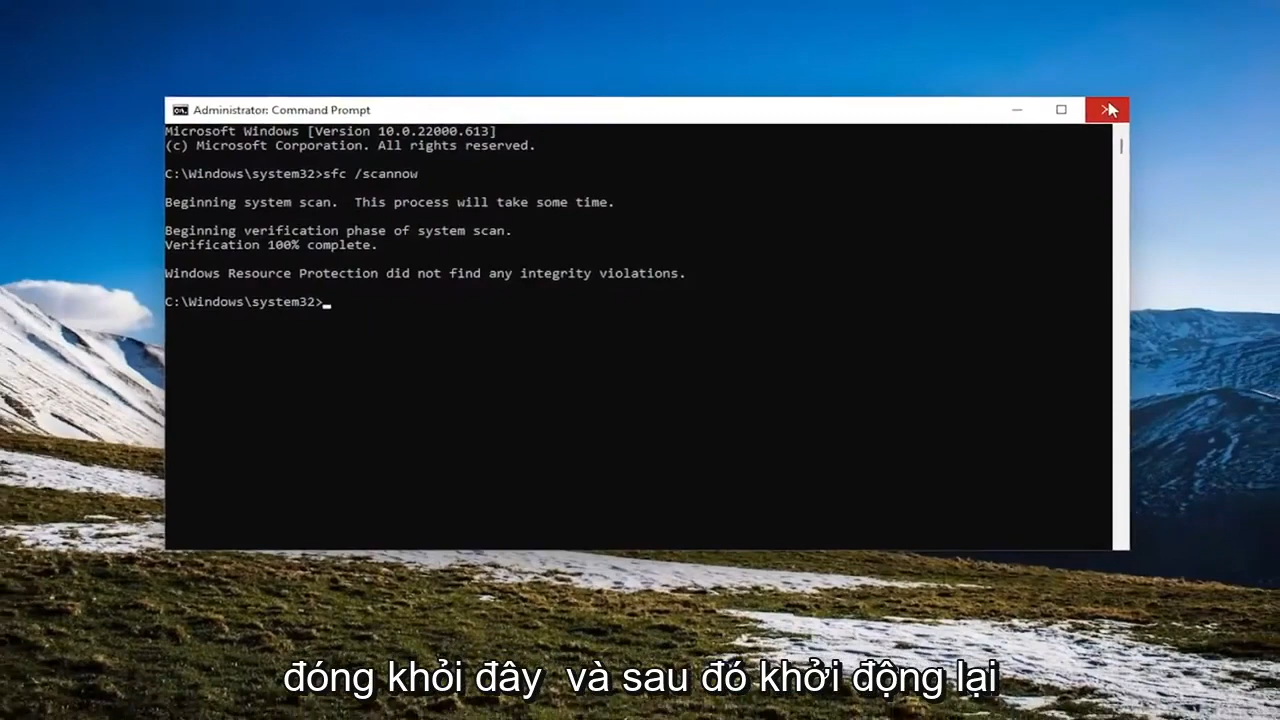 Administrator: Command Prompt
Microsoft Windows [Version 10.0.22000.613]
(c) Microsoft Corporation. All rights reserved.
C:\Windows\system32>sfc /scannow
Beginning system scan.  This process will take some time.
Beginning verification phase of system scan.
Verification 100% complete.
Windows Resource Protection did not find any integrity violations.
C:\Windows\system32>
đóng khỏi đây  và sau đó khởi động lại